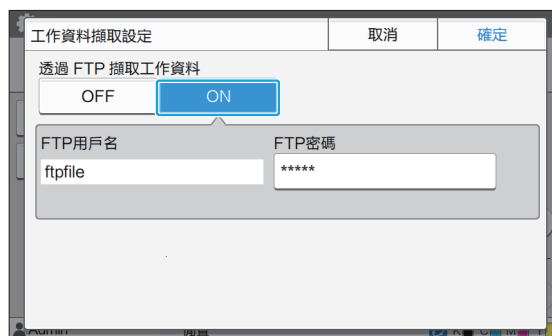 工作資料擷取設定
取消
確定
透過 FTP 擷取工作資料
OFF
ON
FTP用戶名
FTP密碼
ftpfile
*****
Admin
K C M